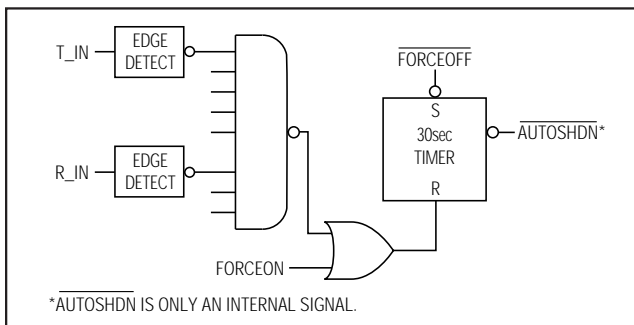 T_IN
EDGE
DETECT
R_IN
EDGE
DETECT
FORCEON
FORCEOFF
S
30sec
TIMER
R
AUTOSHDN*
*AUTOSHDN IS ONLY AN INTERNAL SIGNAL.